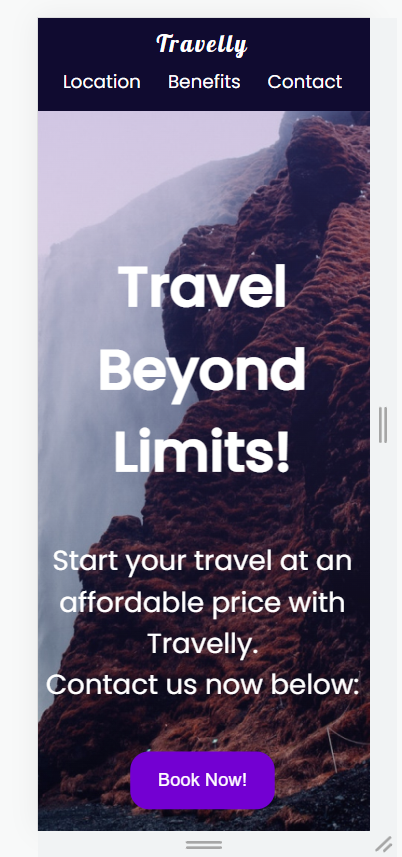 Travelly
Location Benefits Contact
Travel
Beyond
Limits!
Start your travel at an
affordable price with
Travelly.
Contact us now below:
Book Now!